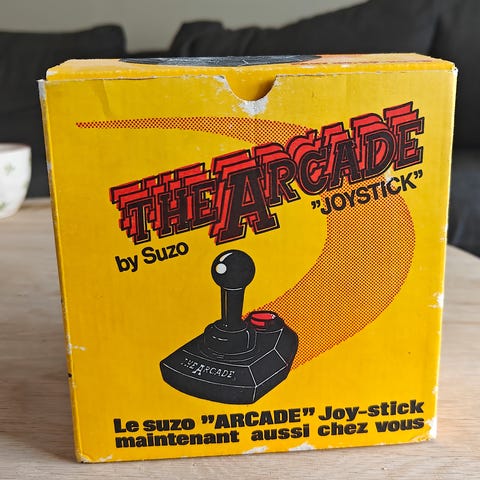 THE ARCADE
"JOYSTICK"
by Suzo
THE ARCADE
Le suzo "ARCADE" Joy-stick
maintenant aussi chez vous